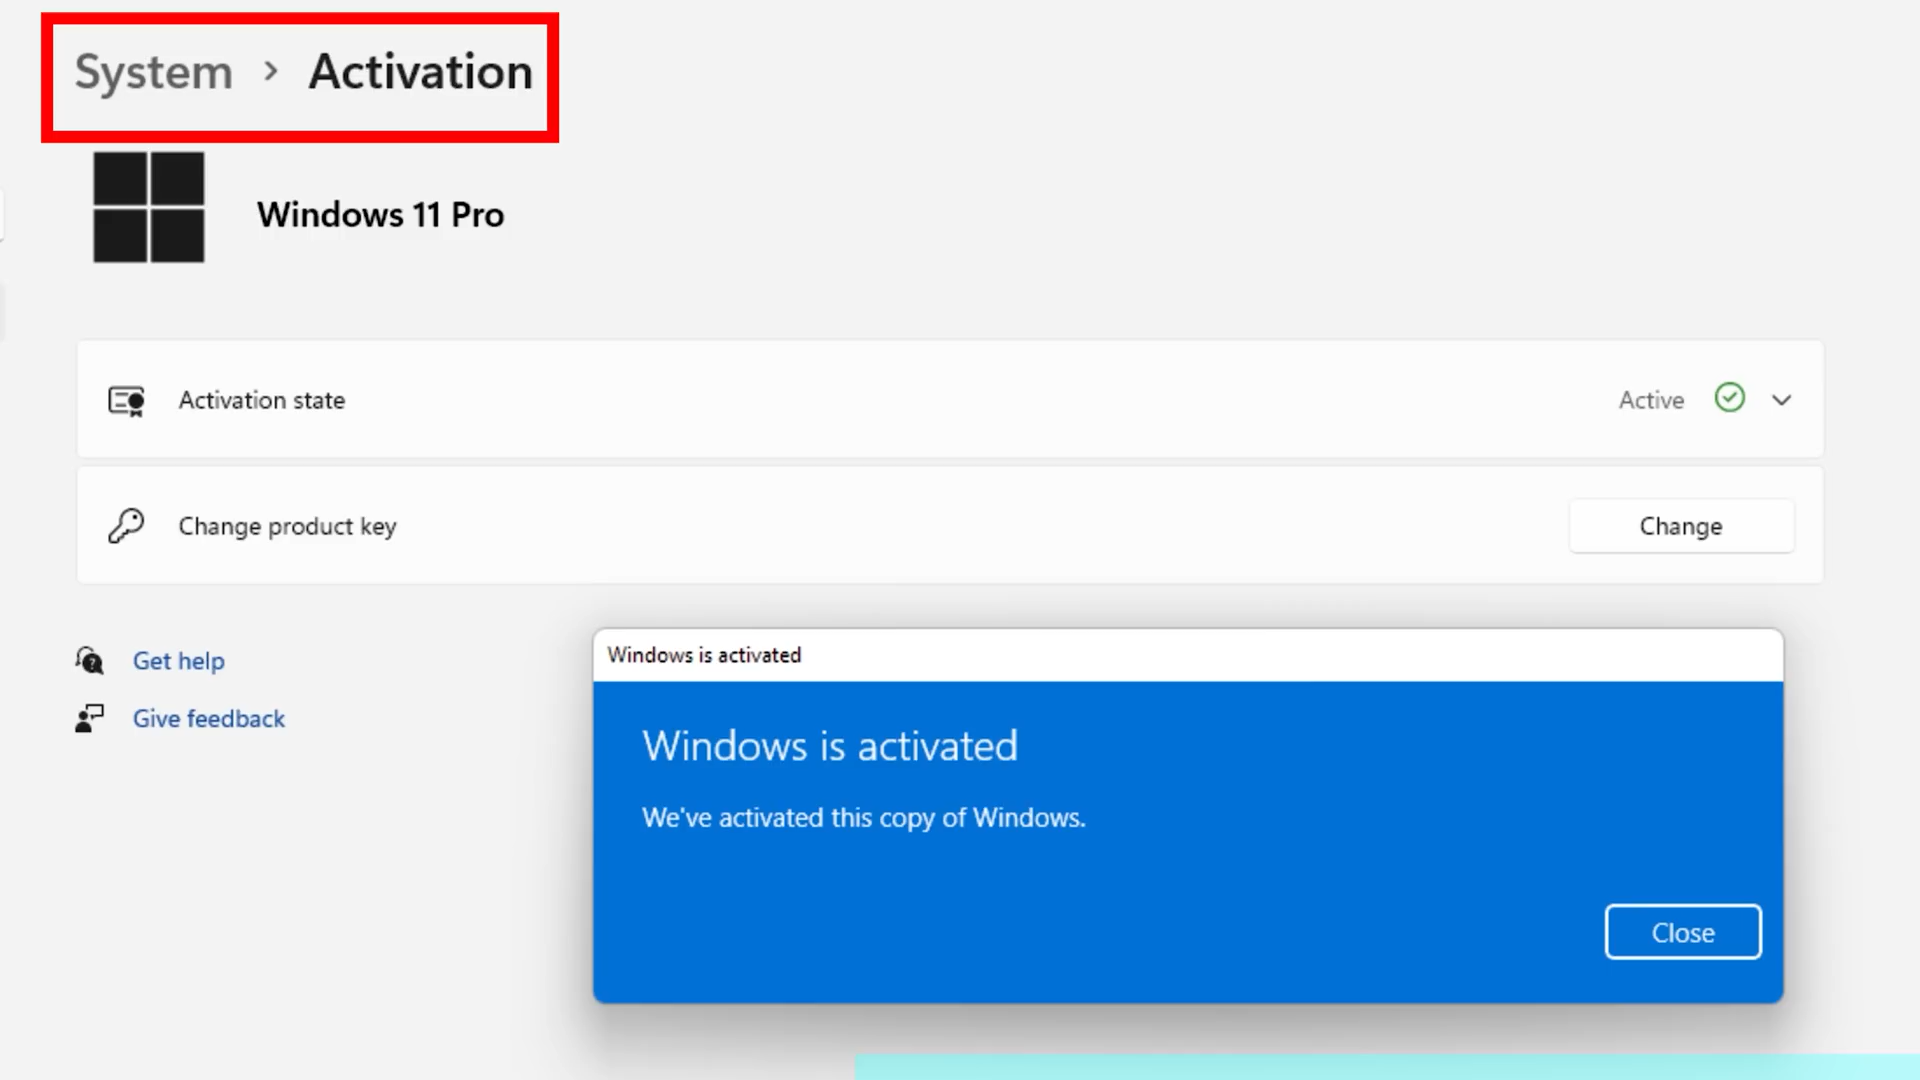 System > Activation
Windows 11 Pro
Activation state
Active
Change product key
Change
Get help
Give feedback
Windows is activated
Windows is activated
We've activated this copy of Windows.
Close